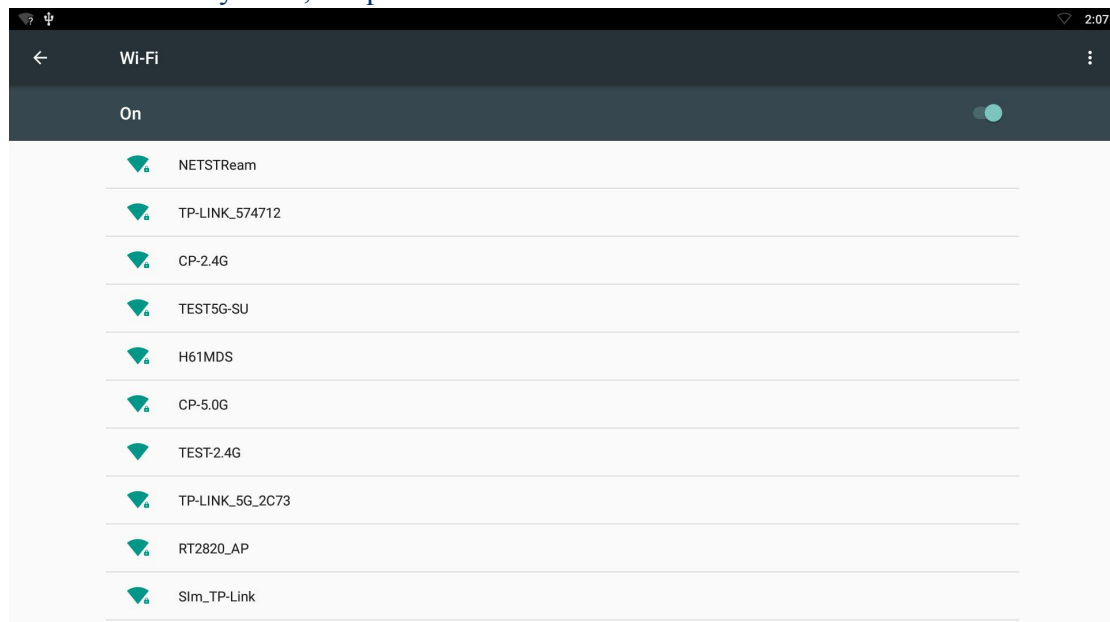 2:07
Wi-Fi
On
NETSTReam
TP-LINK_574712
CP-2.4G
TEST5G-SU
H61MDS
CP-5.0G
TEST-2.4G
TP-LINK_5G_2C73
RT2820_AP
SIm_TP-Link